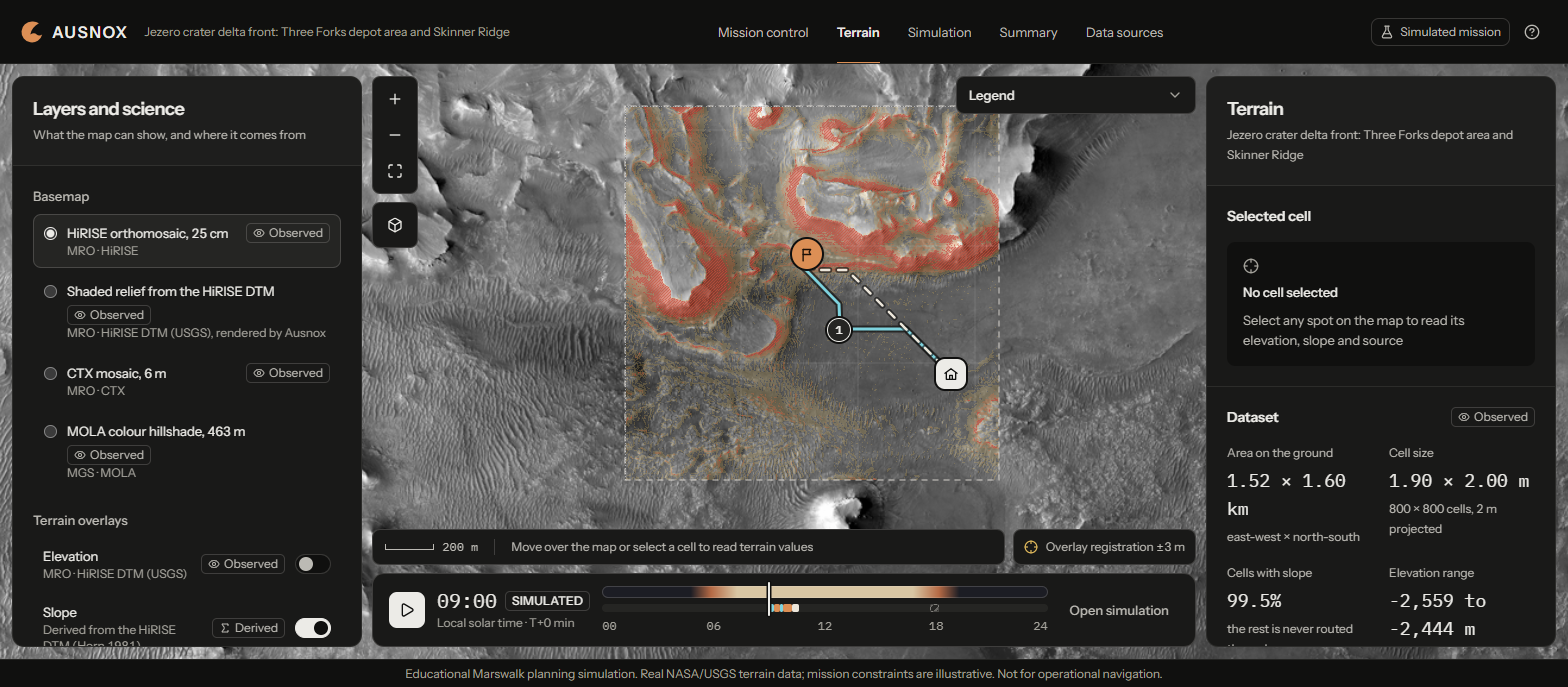 AUSNOX
Jezero crater delta front: Three Forks depot area and Skinner Ridge
Mission control
Terrain
Simulation
Summary
Data sources
Simulated mission
Layers and science
What the map can show, and where it comes from
Basemap
HiRISE orthomosaic, 25 cm
Observed
MRO · HiRISE
Shaded relief from the HiRISE DTM
Observed
MRO · HiRISE DTM (USGS), rendered by Ausnox
CTX mosaic, 6 m
Observed
MRO · CTX
MOLA colour hillshade, 463 m
Observed
MGS · MOLA
Terrain overlays
Elevation
MRO · HiRISE DTM (USGS)
Observed
Slope
Derived from the HiRISE
DTM (Horn 1981)
Derived
Legend
1
200 m
Move over the map or select a cell to read terrain values
Overlay registration ±3 m
09:00
SIMULATED
Local solar time · T+0 min
00 06 12 18 24
Open simulation
Terrain
Jezero crater delta front: Three Forks depot area and
Skinner Ridge
Selected cell
No cell selected
Select any spot on the map to read its
elevation, slope and source
Dataset
Observed
Area on the ground
1.52 × 1.60
km
east-west × north-south
Cell size
1.90 × 2.00 m
800 × 800 cells, 2 m
projected
Cells with slope
99.5%
the rest is never routed
Elevation range
-2,559 to
-2,444 m
Educational Marswalk planning simulation. Real NASA/USGS terrain data; mission constraints are illustrative. Not for operational navigation.